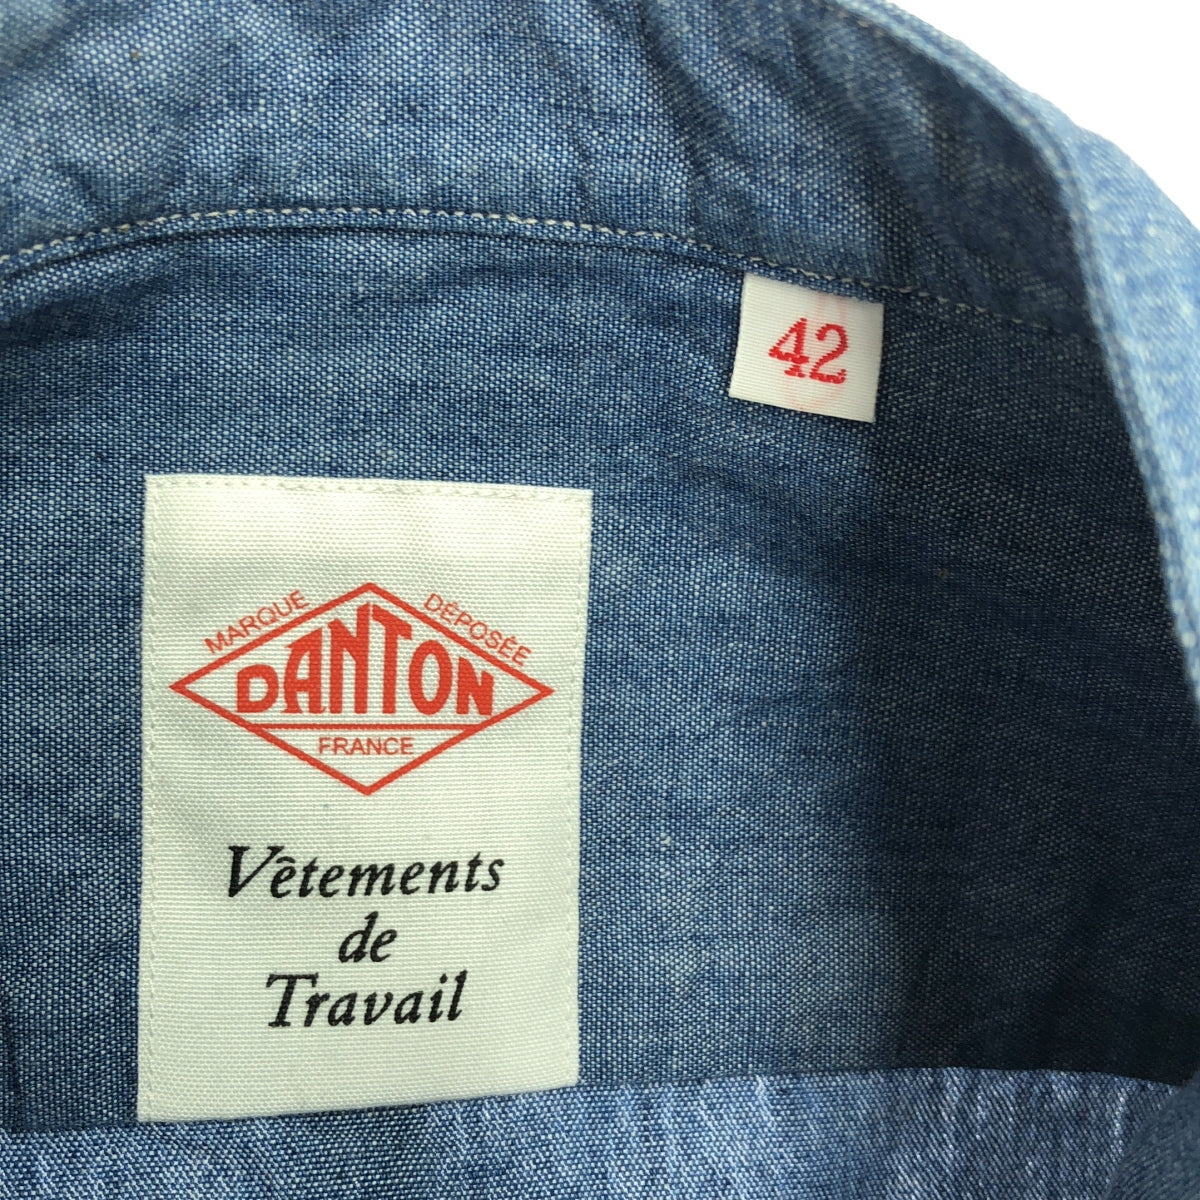 42
MARQUE DÉPOSÉE
DANTON
FRANCE
Vêtements
de
Travail